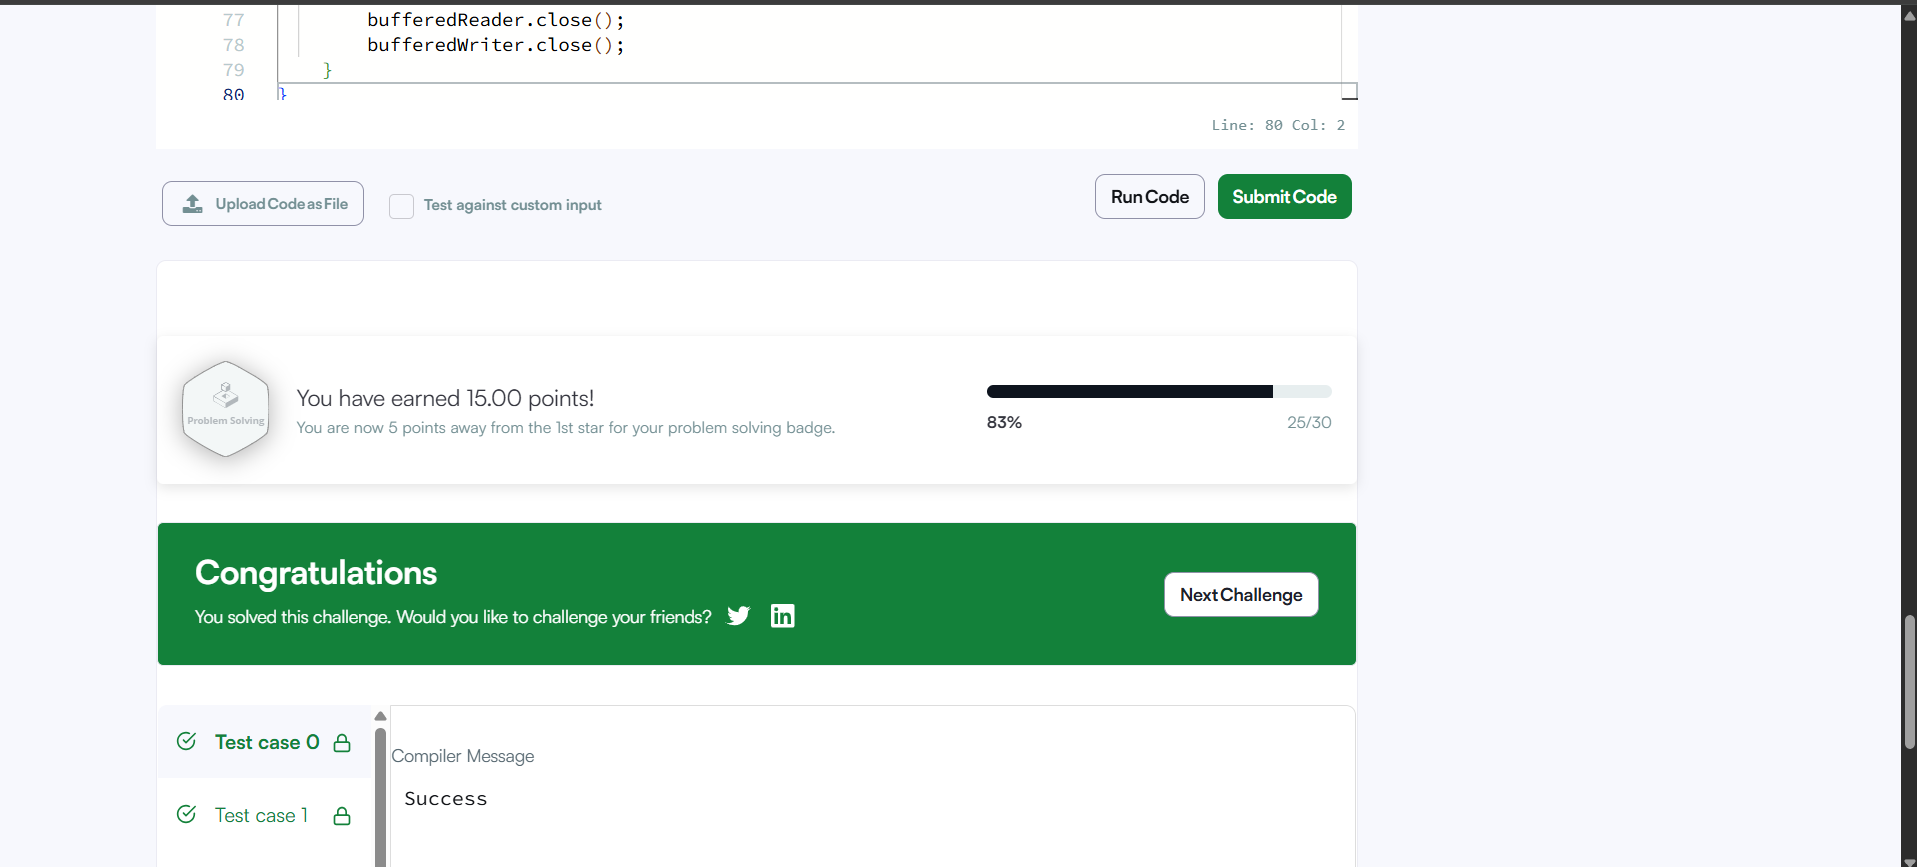 77 bufferedReader.close();
78 bufferedWriter.close();
79 }
80 }
Line: 80 Col: 2
Upload Code as File
Test against custom input
Run Code
Submit Code
Problem Solving
You have earned 15.00 points!
You are now 5 points away from the 1st star for your problem solving badge.
83%
25/30
Congratulations
You solved this challenge. Would you like to challenge your friends?
in
Next Challenge
Test case 0
Test case 1
Compiler Message
Success